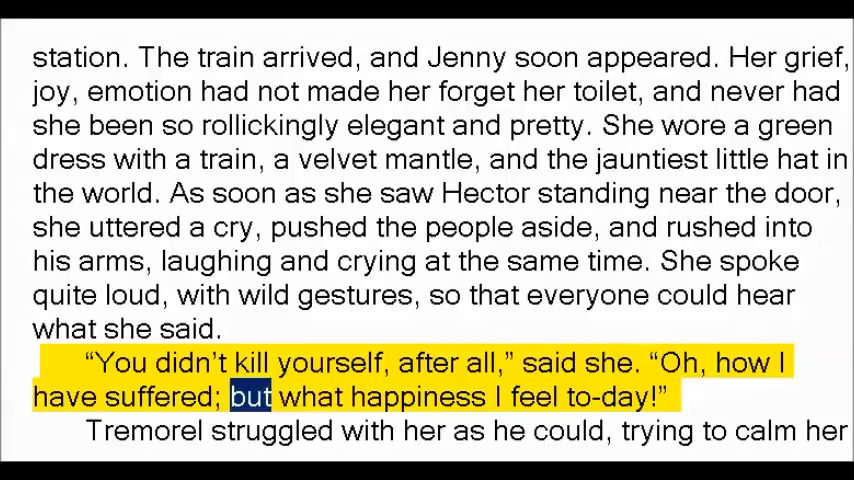 station. The train arrived, and Jenny soon appeared. Her grief,
joy, emotion had not made her forget her toilet, and never had
she been so rollickingly elegant and pretty. She wore a green
dress with a train, a velvet mantle, and the jauntiest little hat in
the world. As soon as she saw Hector standing near the door,
she uttered a cry, pushed the people aside, and rushed into
his arms, laughing and crying at the same time. She spoke
quite loud, with wild gestures, so that everyone could hear
what she said.
“You didn’t kill yourself, after all,” said she. “Oh, how I
have suffered; but what happiness I feel to-day!”
Tremorel struggled with her as he could, trying to calm her